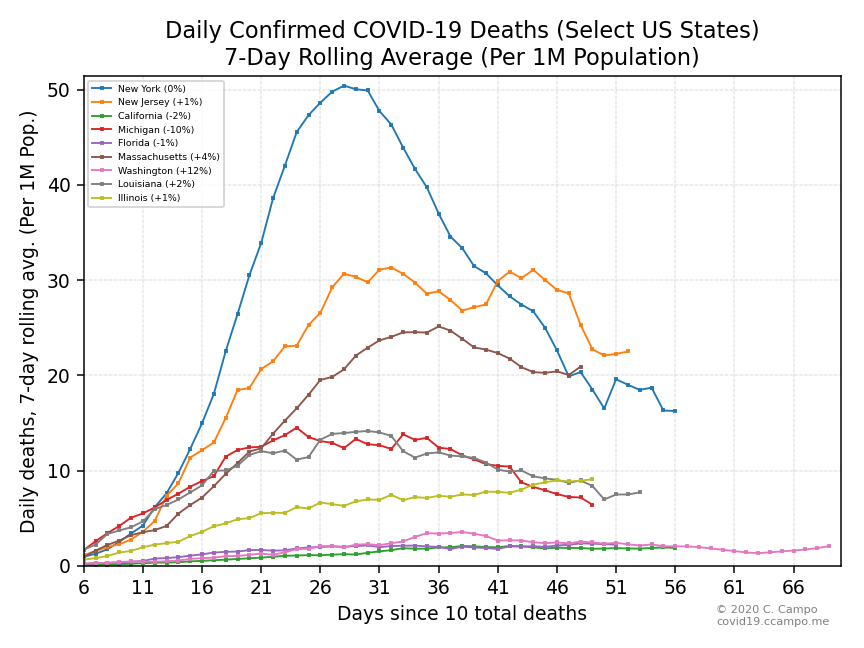 Daily Confirmed COVID-19 Deaths (Select US States)
7-Day Rolling Average (Per 1M Population)
Daily deaths, 7-day rolling avg. (Per 1M Pop.)
50
40
30
20
10
0
New York (0%)
New Jersey (+1%)
California (-2%)
Michigan (-10%)
Florida (-1%)
Massachusetts (+4%)
Washington (+12%)
Louisiana (+2%)
Illinois (+1%)
6 11 16 21 26 31 36 41 46 51 56 61 66
Days since 10 total deaths
© 2020 C. Campo
covid19.ccampo.me